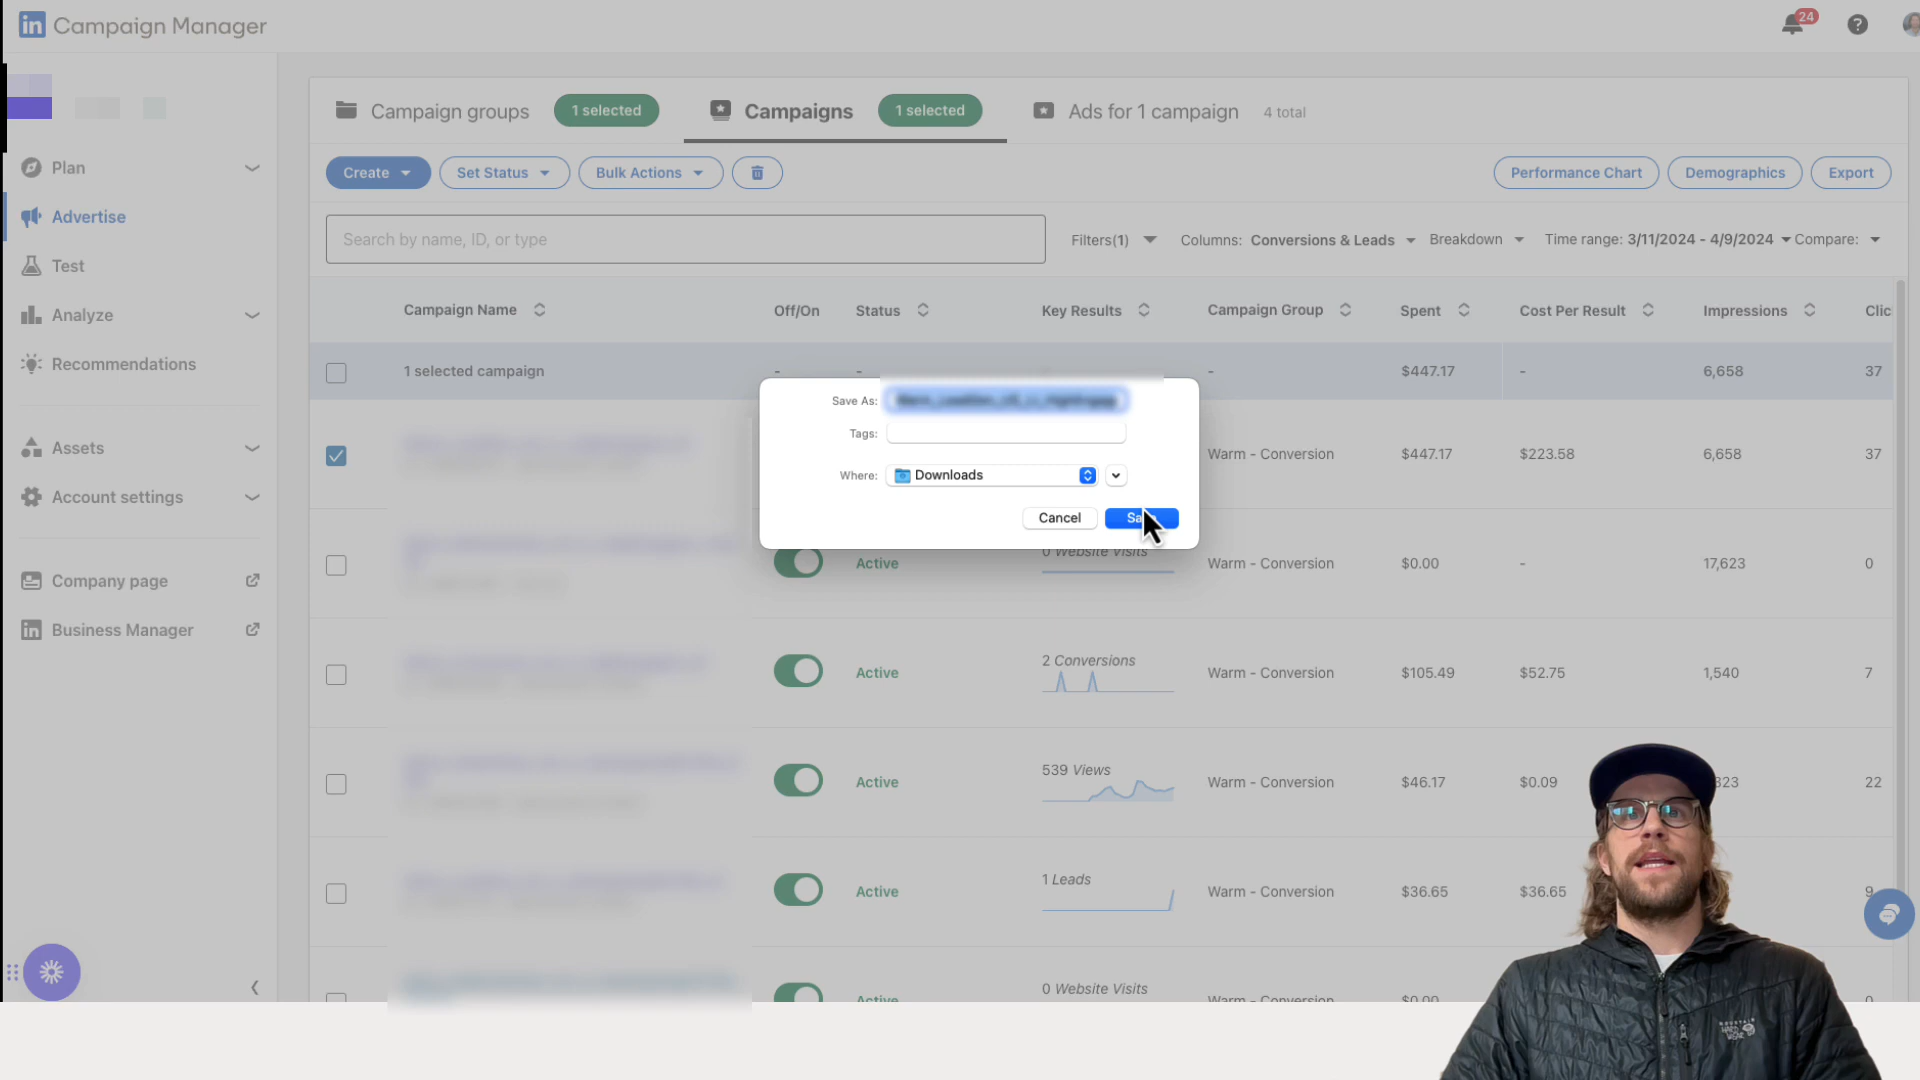 in Campaign Manager
24
Campaign groups 1 selected Campaigns 1 selected Ads for 1 campaign 4 total
Plan
Create Set Status Bulk Actions Performance Chart Demographics Export
Advertise
Search by name, ID, or type Filters(1) Columns: Conversions & Leads Breakdown Time range: 3/11/2024 - 4/9/2024 Compare:
Test
Analyze
Campaign Name Off/On Status Key Results Campaign Group Spent Cost Per Result Impressions Clic
Recommendations
1 selected campaign - - - $447.17 - 6,658 37
Save As:
Tags:
Assets
Warm - Conversion $447.17 $223.58 6,658 37
Where: Downloads
Account settings
Cancel
0 Website Visits
Active Warm - Conversion $0.00 - 17,623 0
Company page
Business Manager
2 Conversions
Active Warm - Conversion $105.49 $52.75 1,540 7
539 Views
Active Warm - Conversion $46.17 $0.09 323 22
1 Leads
Active Warm - Conversion $36.65 $36.65 9
0 Website Visits
Active Warm - Conversion $0.00 0
MOUNTAIN
HARD
WEAR